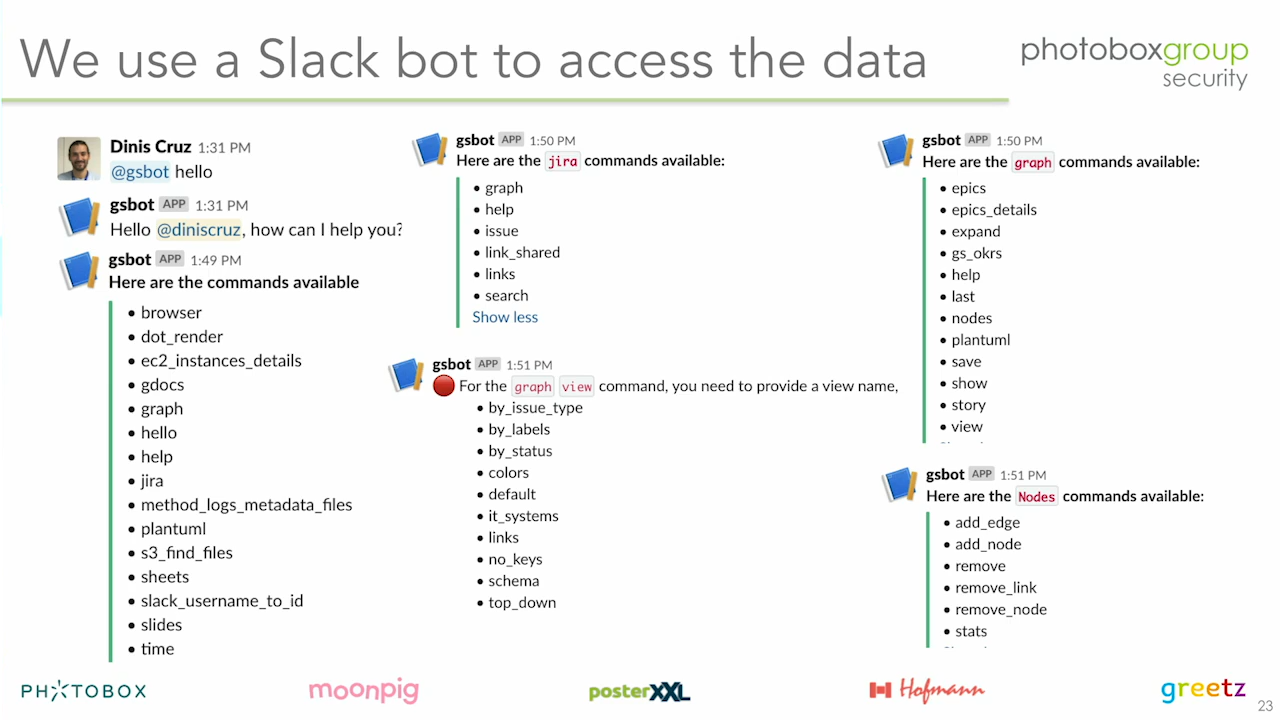 We use a Slack bot to access the data
photoboxgroup
security
Dinis Cruz 1:31 PM
@gsbot hello
gsbot APP 1:31 PM
Hello @diniscruz, how can I help you?
gsbot APP 1:49 PM
Here are the commands available
• browser
• dot_render
• ec2_instances_details
• gdocs
• graph
• hello
• help
• jira
• method_logs_metadata_files
• plantuml
• s3_find_files
• sheets
• slack_username_to_id
• slides
• time
gsbot APP 1:50 PM
Here are the jira commands available:
• graph
• help
• issue
• link_shared
• links
• search
Show less
gsbot APP 1:51 PM
For the graph view command, you need to provide a view name,
• by_issue_type
• by_labels
• by_status
• colors
• default
• it_systems
• links
• no_keys
• schema
• top_down
gsbot APP 1:50 PM
Here are the graph commands available:
• epics
• epics_details
• expand
• gs_okrs
• help
• last
• nodes
• plantuml
• save
• show
• story
• view
gsbot APP 1:51 PM
Here are the Nodes commands available:
• add_edge
• add_node
• remove
• remove_link
• remove_node
• stats
PHOTOBOX
moonpig
posterXXL
Hofmann
greetz
23